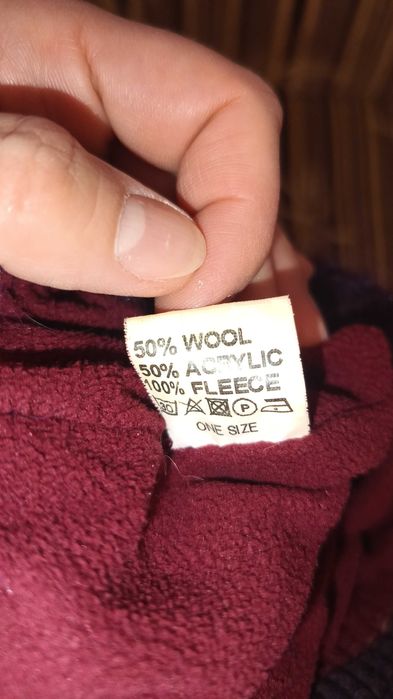 50% WOOL
50% ACRYLIC
100% FLEECE
P
ONE SIZE